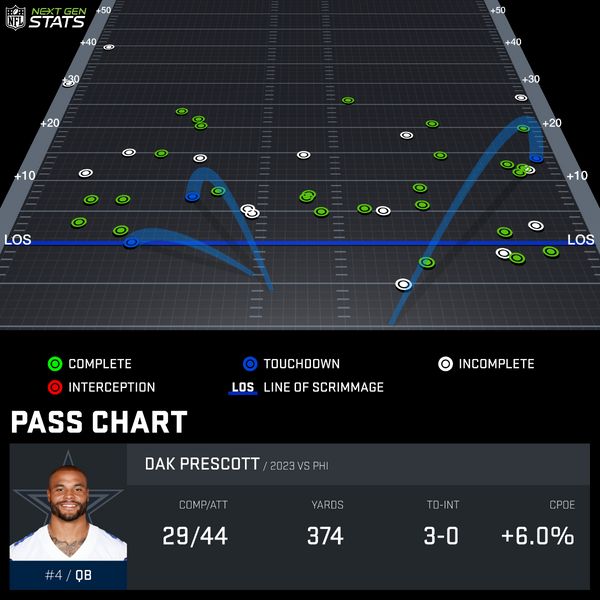 NFL NEXT GEN STATS
+50 +50
+40 +40
+30 +30
+20 +20
+10 +10
LOS LOS
COMPLETE TOUCHDOWN INCOMPLETE
INTERCEPTION LOS LINE OF SCRIMMAGE
PASS CHART
DAK PRESCOTT / 2023 VS PHI
COMP/ATT YARDS TD-INT CPOE
29/44 374 3-0 +6.0%
#4 / QB